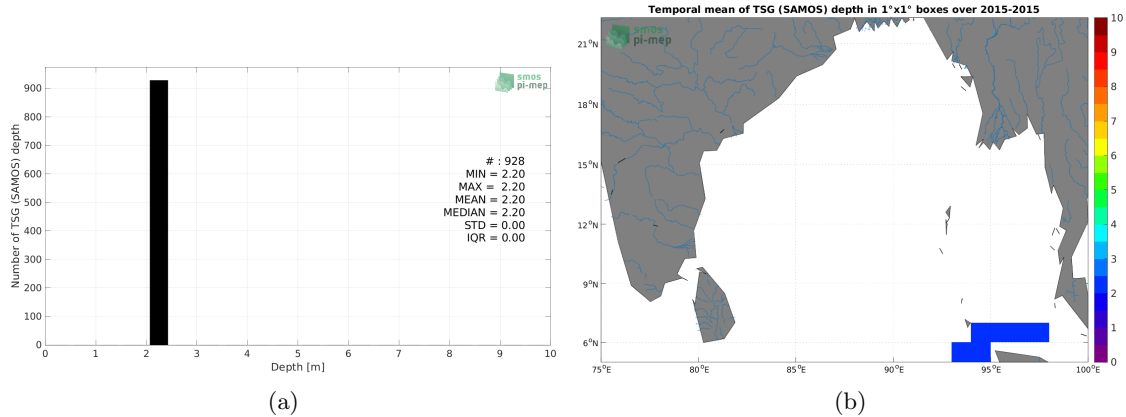 Temporal mean of TSG (SAMOS) depth in 1°x1° boxes over 2015-2015
smos
pi-mep
Number of TSG (SAMOS) depth
900
800
700
600
500
400
300
200
100
0
# : 928
MIN = 2.20
MAX = 2.20
MEAN = 2.20
MEDIAN = 2.20
STD = 0.00
IQR = 0.00
0 1 2 3 4 5 6 7 8 9 10
Depth [m]
(a)
smos
pi-mep
21°N
18°N
15°N
12°N
9°N
6°N
75°E 80°E 85°E 90°E 95°E 100°E
10
9
8
7
6
5
4
3
2
1
0
(b)